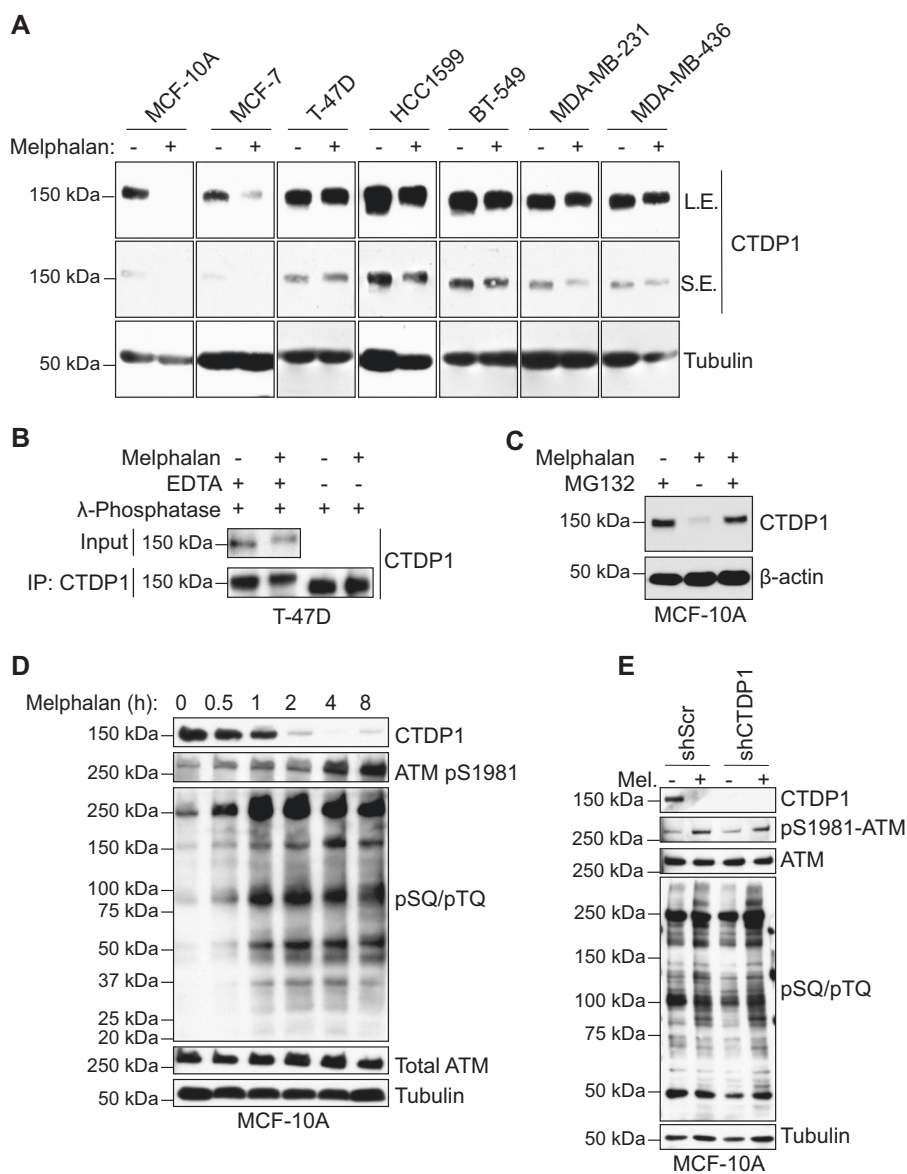 A
MCF-10A MCF-7 T-47D HCC1599 BT-549 MDA-MB-231 MDA-MB-436
Melphalan: - + - + - + - + - + - + - +
150 kDa L.E.
CTDP1
150 kDa S.E.
50 kDa Tubulin
B
Melphalan - + - +
EDTA + + - -
λ-Phosphatase + + + +
Input 150 kDa
CTDP1
IP: CTDP1 150 kDa
T-47D
C
Melphalan - + +
MG132 + - +
150 kDa CTDP1
50 kDa β-actin
MCF-10A
D
Melphalan (h): 0 0.5 1 2 4 8
150 kDa CTDP1
250 kDa ATM pS1981
250 kDa
150 kDa
100 kDa
pSQ/pTQ
75 kDa
50 kDa
37 kDa
25 kDa
20 kDa
250 kDa Total ATM
50 kDa Tubulin
MCF-10A
E
shScr shCTDP1
Mel. - + - +
150 kDa CTDP1
250 kDa pS1981-ATM
250 kDa ATM
250 kDa
150 kDa
pSQ/pTQ
100 kDa
75 kDa
50 kDa
50 kDa Tubulin
MCF-10A